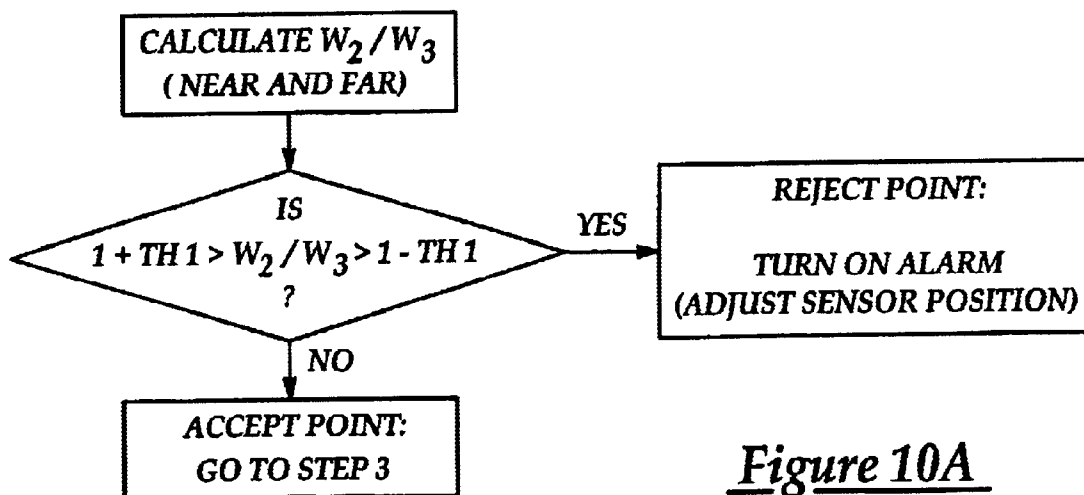 CALCULATE W2 / W3
( NEAR AND FAR)
IS
1 + TH 1 > W2 / W3 > 1 - TH 1
?
YES
REJECT POINT:
TURN ON ALARM
(ADJUST SENSOR POSITION)
NO
ACCEPT POINT:
GO TO STEP 3
Figure 10A